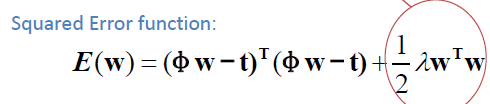 Squared Error function:
E(w) = (Φ w − t)ᵀ (Φ w − t) + 1/2 λwᵀw